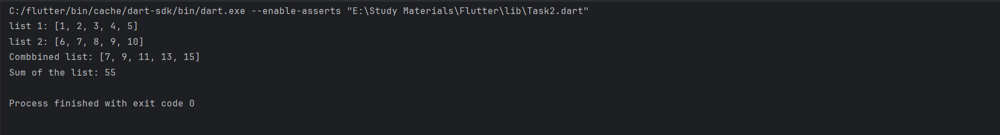 C:/flutter/bin/cache/dart-sdk/bin/dart.exe --enable-asserts "E:\Study Materials\Flutter\lib\Task2.dart"
list 1: [1, 2, 3, 4, 5]
list 2: [6, 7, 8, 9, 10]
Combbined list: [7, 9, 11, 13, 15]
Sum of the list: 55
Process finished with exit code 0